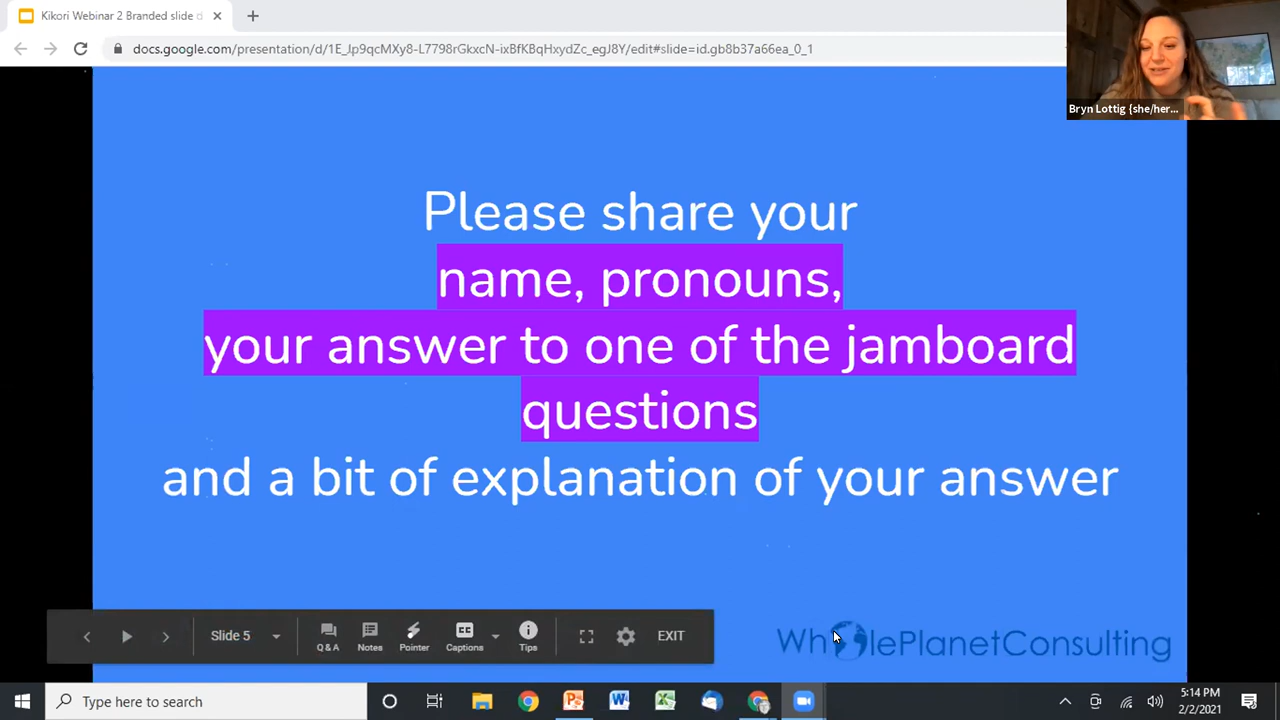 Kikori Webinar 2 Branded slide d
docs.google.com/presentation/d/1E_Jp9qcMXy8-L7798rGkxcN-ixBfKBqHxydZc_egJ8Y/edit#slide=id.gb8b37a66ea_0_1
Bryn Lottig {she/her...
Please share your
name, pronouns,
your answer to one of the jamboard
questions
and a bit of explanation of your answer
Slide 5
Q & A
Notes
Pointer
Captions
Tips
EXIT
WholePlanetConsulting
Type here to search
5:14 PM
2/2/2021